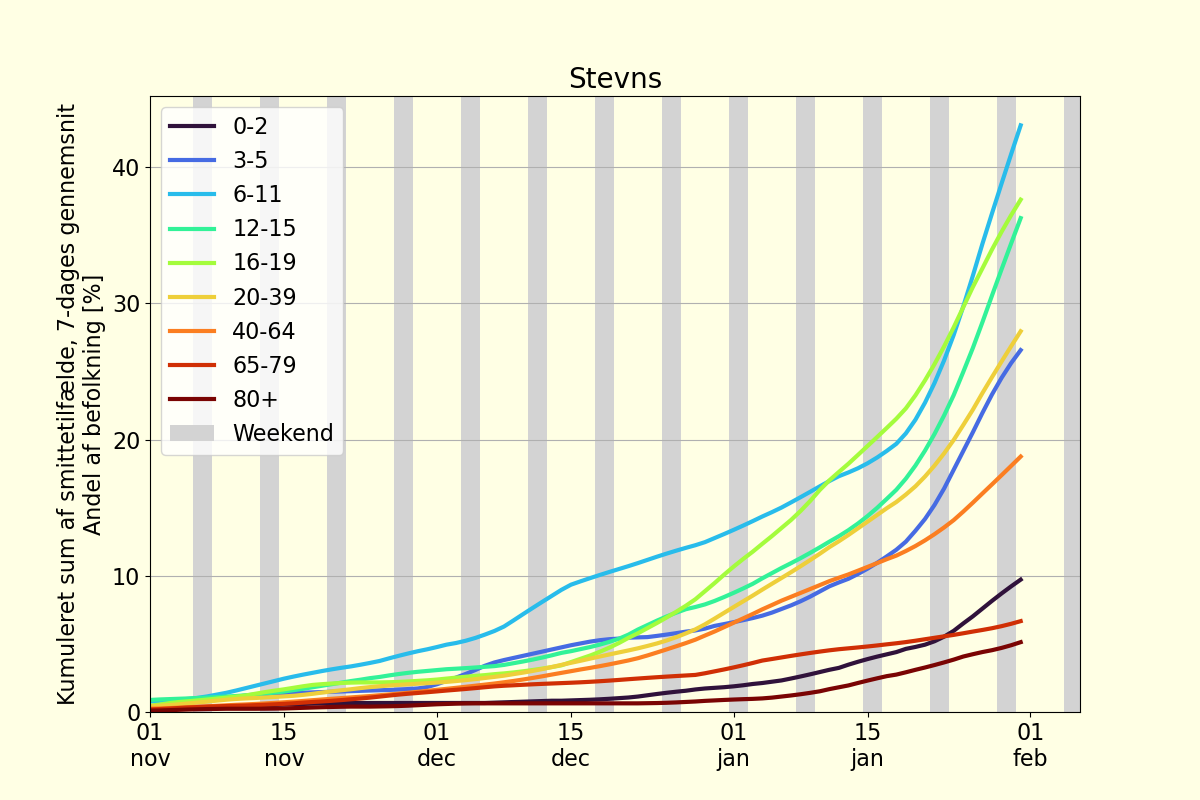 Stevns
Kumuleret sum af smittetilfælde, 7-dages gennemsnit
Andel af befolkning [%]
40
30
20
10
0
0-2
3-5
6-11
12-15
16-19
20-39
40-64
65-79
80+
Weekend
01 15 01 15 01 15 01
nov nov dec dec jan jan feb